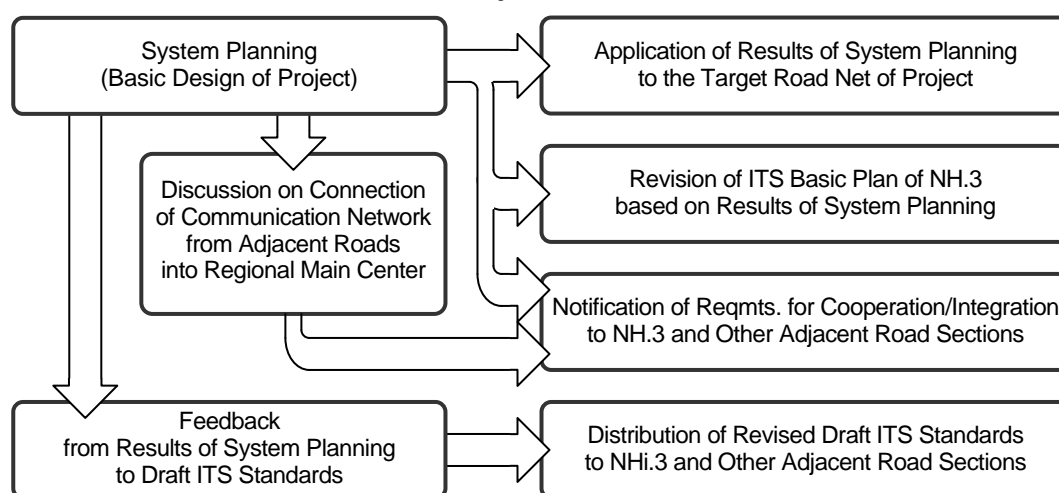 System Planning
(Basic Design of Project)
Application of Results of System Planning
to the Target Road Net of Project
Discussion on Connection
of Communication Network
from Adjacent Roads
into Regional Main Center
Revision of ITS Basic Plan of NH.3
based on Results of System Planning
Notification of Reqmts. for Cooperation/Integration
to NH.3 and Other Adjacent Road Sections
Feedback
from Results of System Planning
to Draft ITS Standards
Distribution of Revised Draft ITS Standards
to NHi.3 and Other Adjacent Road Sections